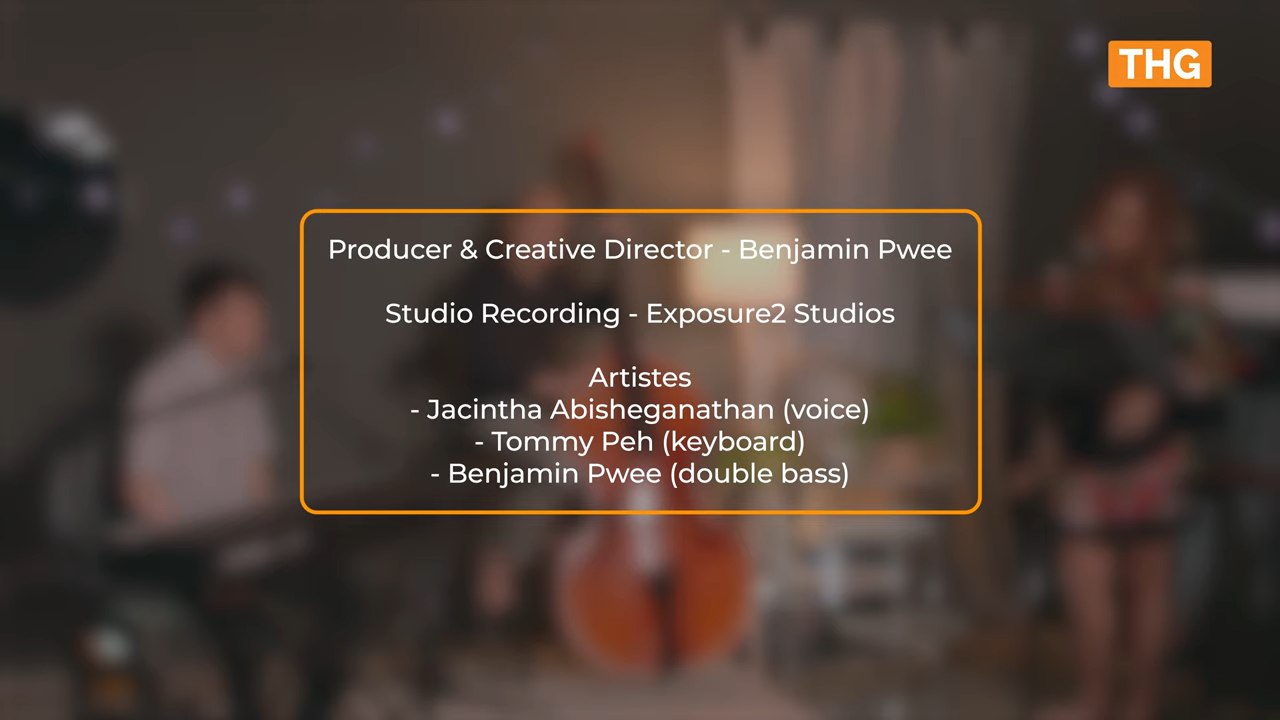 THG
Producer & Creative Director - Benjamin Pwee
Studio Recording - Exposure2 Studios
Artistes
- Jacintha Abisheganathan (voice)
- Tommy Peh (keyboard)
- Benjamin Pwee (double bass)